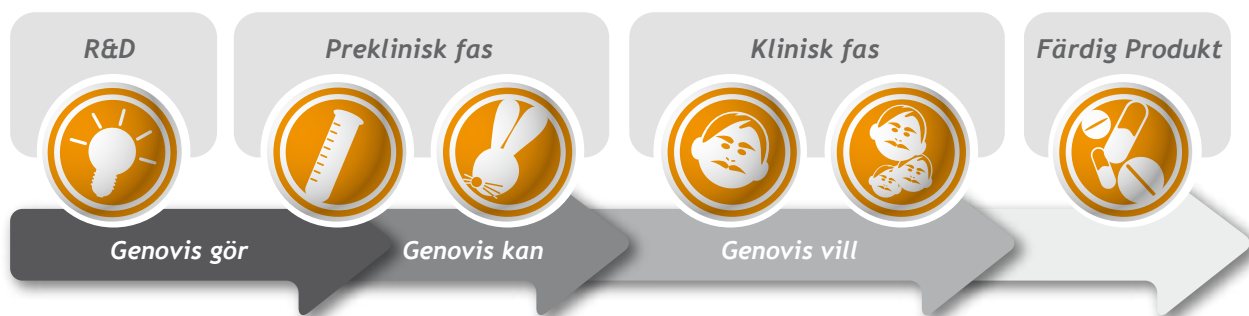 R&D
Preklinisk fas
Klinisk fas
Färdig Produkt
Genovis gör
Genovis kan
Genovis vill